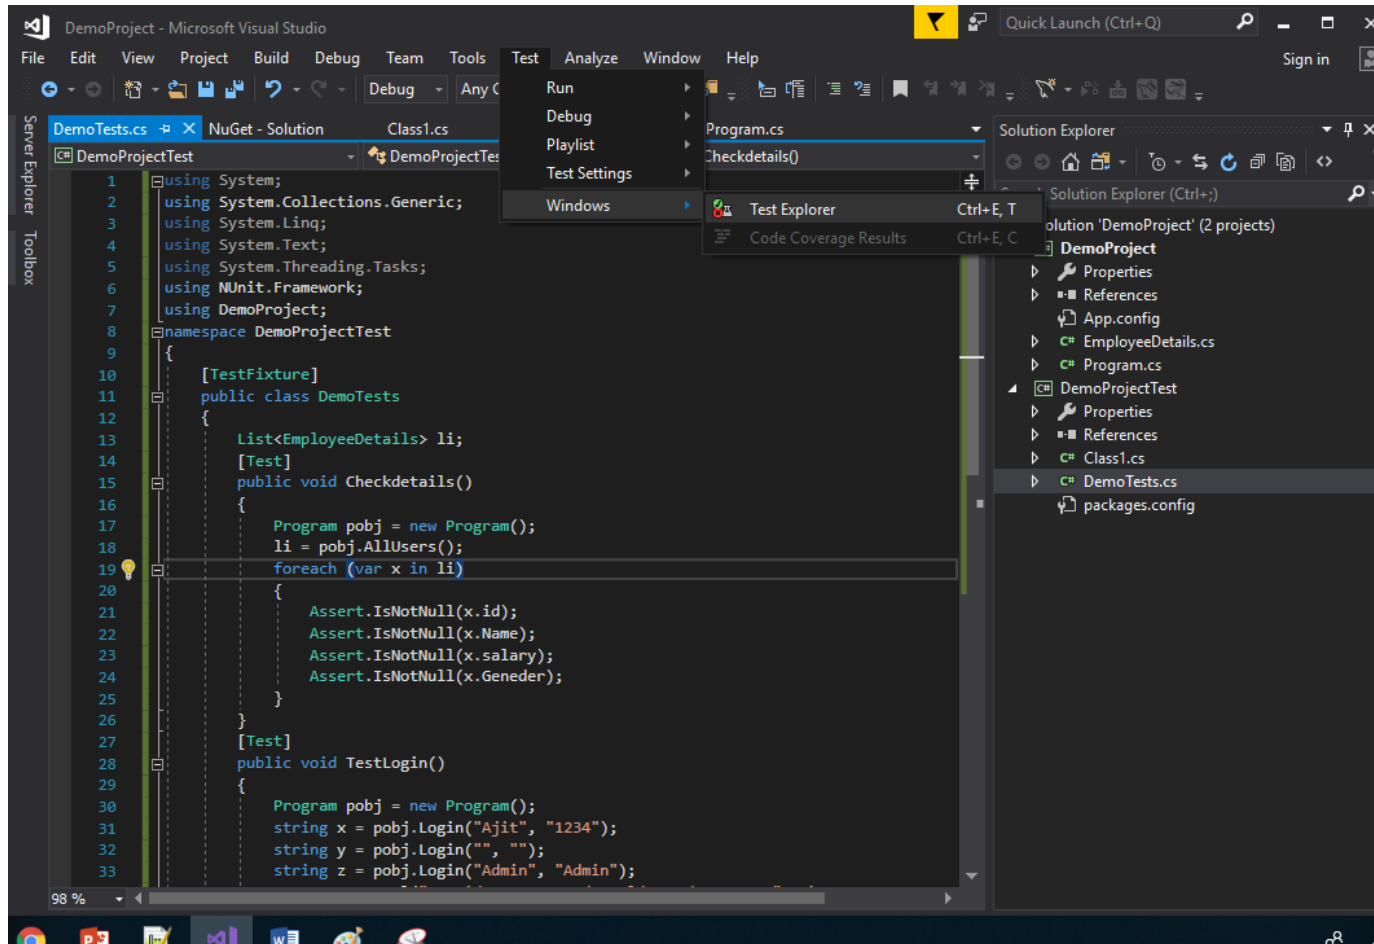 DemoProject - Microsoft Visual Studio
Quick Launch (Ctrl+Q)
File Edit View Project Build Debug Team Tools Test Analyze Window Help
Sign in
Debug Any C
Run
Debug
Playlist
Test Settings
Windows
Test Explorer Ctrl+E, T
Code Coverage Results Ctrl+E, C
Server Explorer
Toolbox
DemoTests.cs NuGet - Solution Class1.cs Program.cs
DemoProjectTest DemoProjectTes Checkdetails()
1 using System;
2 using System.Collections.Generic;
3 using System.Linq;
4 using System.Text;
5 using System.Threading.Tasks;
6 using NUnit.Framework;
7 using DemoProject;
8 namespace DemoProjectTest
9 {
10 [TestFixture]
11 public class DemoTests
12 {
13 List<EmployeeDetails> li;
14 [Test]
15 public void Checkdetails()
16 {
17 Program pobj = new Program();
18 li = pobj.AllUsers();
19 foreach (var x in li)
20 {
21 Assert.IsNotNull(x.id);
22 Assert.IsNotNull(x.Name);
23 Assert.IsNotNull(x.salary);
24 Assert.IsNotNull(x.Geneder);
25 }
26 }
27 [Test]
28 public void TestLogin()
29 {
30 Program pobj = new Program();
31 string x = pobj.Login("Ajit", "1234");
32 string y = pobj.Login("", "");
33 string z = pobj.Login("Admin", "Admin");
98 %
Solution Explorer
Solution Explorer (Ctrl+;)
olution 'DemoProject' (2 projects)
DemoProject
Properties
References
App.config
C# EmployeeDetails.cs
C# Program.cs
C# DemoProjectTest
Properties
References
C# Class1.cs
C# DemoTests.cs
packages.config